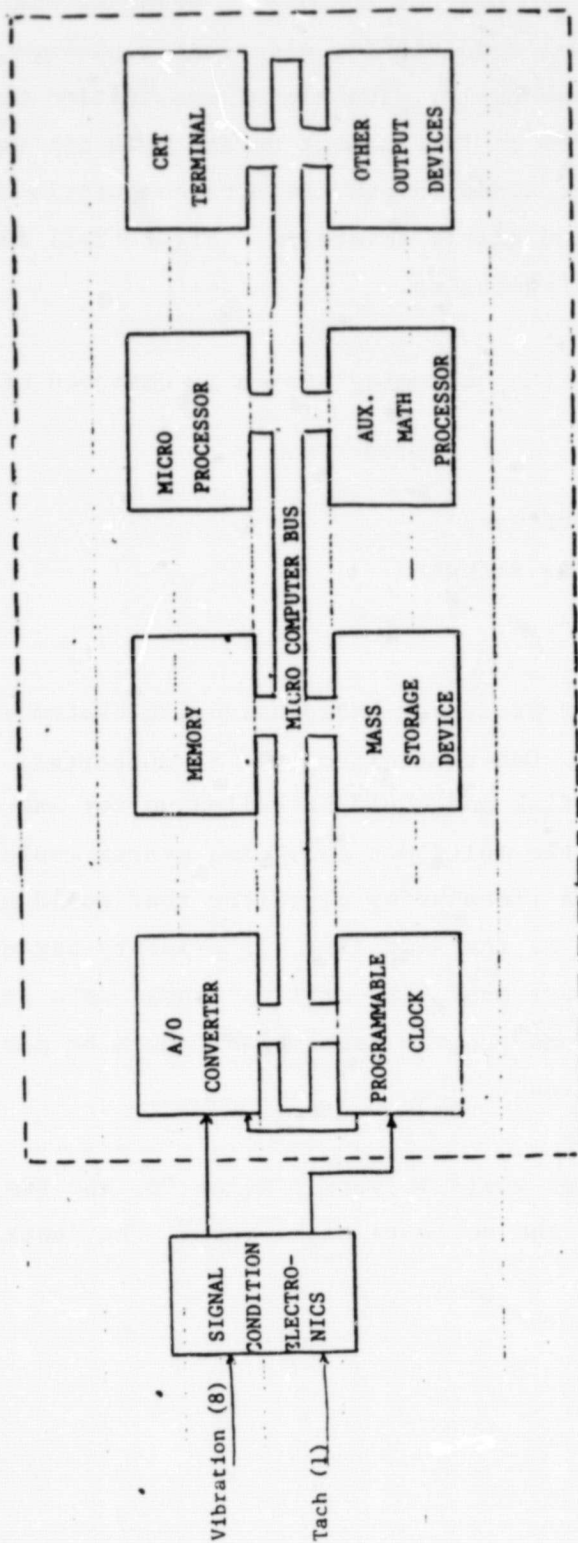 Vibration (8)
Tach (1)
SIGNAL
CONDITION
ELECTRO-
NICS
A/O
CONVERTER
PROGRAMMABLE
CLOCK
MEMORY
MICRO COMPUTER BUS
MASS
STORAGE
DEVICE
MICRO
PROCESSOR
AUX.
MATH
PROCESSOR
CRT
TERMINAL
OTHER
OUTPUT
DEVICES